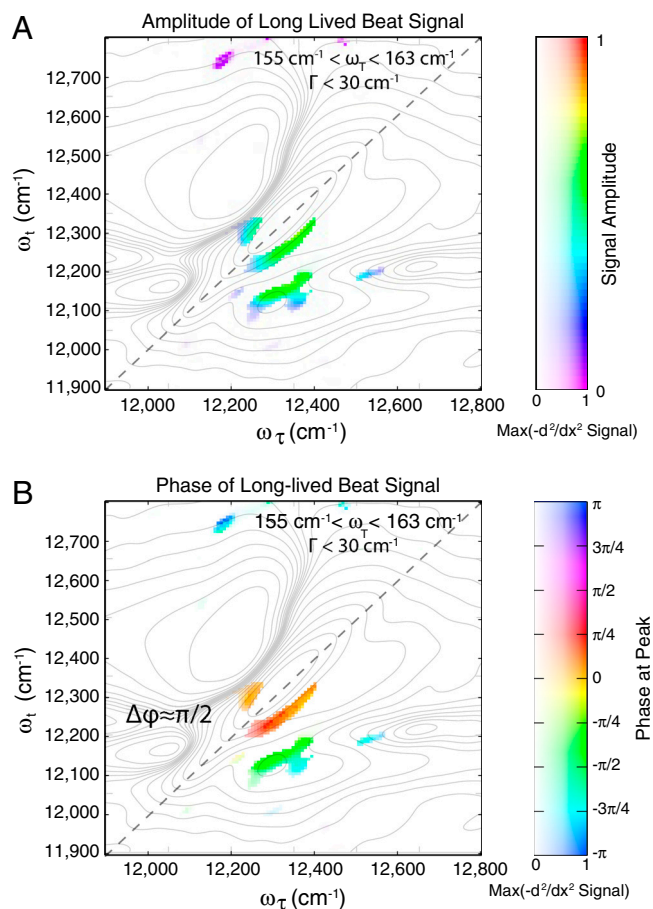 A
Amplitude of Long Lived Beat Signal
155 cm⁻¹ < ω_T < 163 cm⁻¹
Γ < 30 cm⁻¹
12,700
12,600
12,500
12,400
12,300
12,200
12,100
12,000
11,900
ω_t (cm⁻¹)
12,000 12,200 12,400 12,600 12,800
ω_τ (cm⁻¹)
1
0
Signal Amplitude
0 1
Max(-d²/dx² Signal)
B
Phase of Long-lived Beat Signal
155 cm⁻¹ < ω_T < 163 cm⁻¹
Γ < 30 cm⁻¹
Δφ≈π/2
12,700
12,600
12,500
12,400
12,300
12,200
12,100
12,000
11,900
ω_t (cm⁻¹)
12,000 12,200 12,400 12,600 12,800
ω_τ (cm⁻¹)
π
3π/4
π/2
π/4
0
-π/4
-π/2
-3π/4
-π
Phase at Peak
0 1
Max(-d²/dx² Signal)